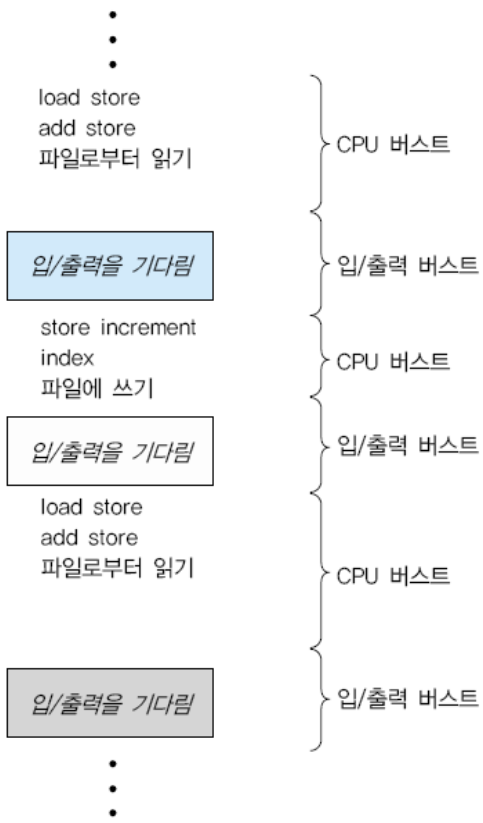 load store
add store
파일로부터 읽기
CPU 버스트
입/출력을 기다림
입/출력 버스트
store increment
index
파일에 쓰기
CPU 버스트
입/출력을 기다림
입/출력 버스트
load store
add store
파일로부터 읽기
CPU 버스트
입/출력을 기다림
입/출력 버스트